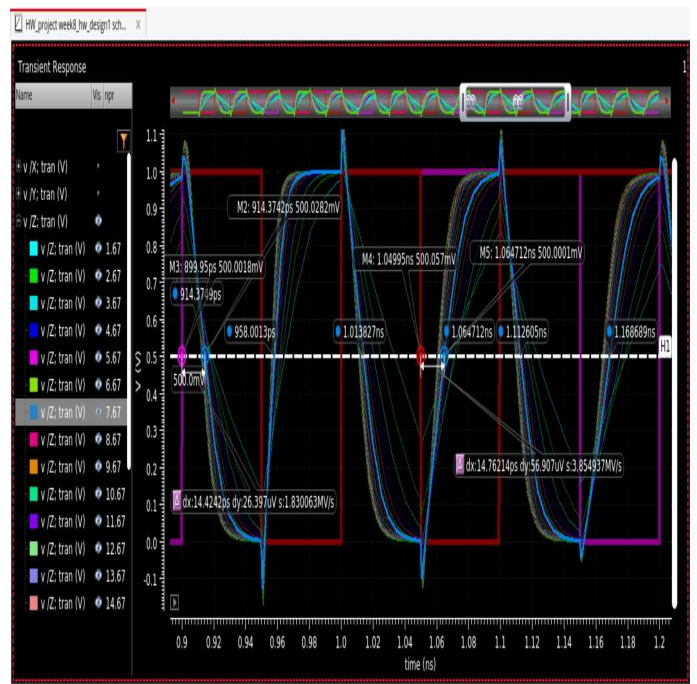 HW_project week8_hw_design1 sch... ×
Transient Response
1
Name Vis npr
v /X; tran (V)
v /Y; tran (V)
v /Z; tran (V)
v /Z; tran (V) 1.67
v /Z; tran (V) 2.67
v /Z; tran (V) 3.67
v /Z; tran (V) 4.67
v /Z; tran (V) 5.67
v /Z; tran (V) 6.67
v /Z; tran (V) 7.67
v /Z; tran (V) 8.67
v /Z; tran (V) 9.67
v /Z; tran (V) 10.67
v /Z; tran (V) 11.67
v /Z; tran (V) 12.67
v /Z; tran (V) 13.67
v /Z; tran (V) 14.67
V (V)
1.1
1.0
0.9
0.8
0.7
0.6
0.5
0.4
0.3
0.2
0.1
0.0
-0.1
M2: 914.3742ps 500.0282mV
M3: 899.95ps 500.0018mV
M4: 1.04995ns 500.057mV
M5: 1.064712ns 500.0001mV
914.3749ps
958.0013ps
1.013827ns
1.064712ns
1.112605ns
1.168689ns
H1
500.0mV
dx:14.76214ps dy:56.907uV s:3.854937MV/s
dx:14.4242ps dy:26.397uV s:1.830063MV/s
0.9 0.92 0.94 0.96 0.98 1.0 1.02 1.04 1.06 1.08 1.1 1.12 1.14 1.16 1.18 1.2
time (ns)